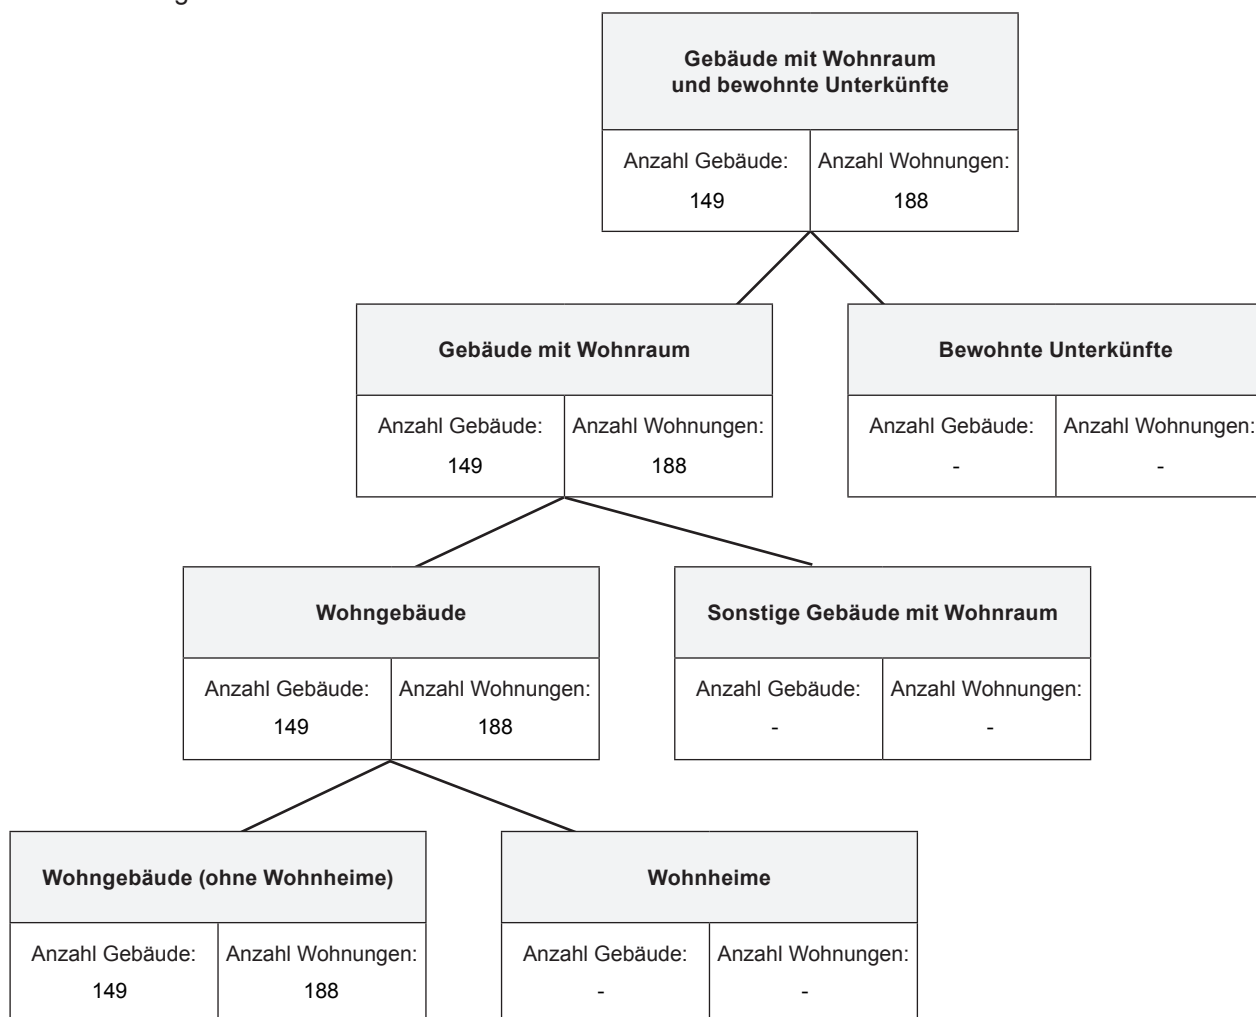 Gebäude mit Wohnraum
und bewohnte Unterkünfte
Anzahl Gebäude: Anzahl Wohnungen:
149 188
Gebäude mit Wohnraum
Anzahl Gebäude: Anzahl Wohnungen:
149 188
Bewohnte Unterkünfte
Anzahl Gebäude: Anzahl Wohnungen:
- -
Wohngebäude
Anzahl Gebäude: Anzahl Wohnungen:
149 188
Sonstige Gebäude mit Wohnraum
Anzahl Gebäude: Anzahl Wohnungen:
- -
Wohngebäude (ohne Wohnheime)
Anzahl Gebäude: Anzahl Wohnungen:
149 188
Wohnheime
Anzahl Gebäude: Anzahl Wohnungen:
- -